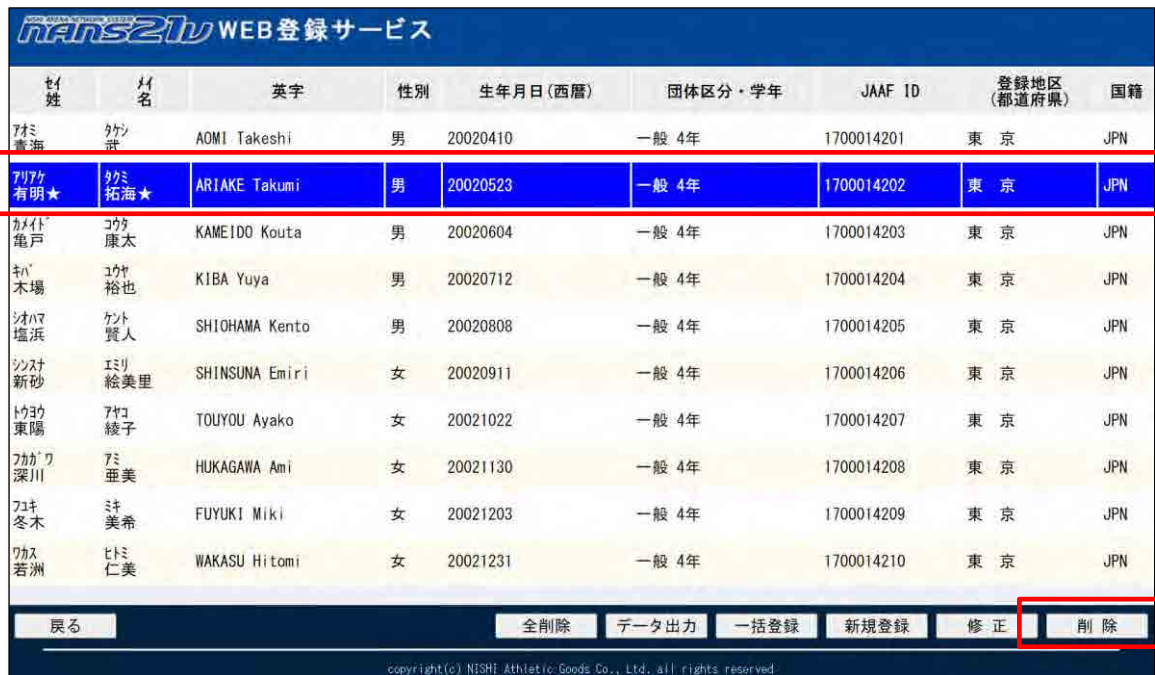 NISHI ARENA NETWORK SYSTEM
nans21v WEB登録サービス
セイ メイ 登録地区
姓 名 英字 性別 生年月日(西暦) 団体区分・学年 JAAF ID (都道府県) 国籍
アオミ タケシ
青海 武 AOMI Takeshi 男 20020410 一般 4年 1700014201 東 京 JPN
アリアケ タクミ
有明★ 拓海★ ARIAKE Takumi 男 20020523 一般 4年 1700014202 東 京 JPN
カメイド コウタ
亀戸 康太 KAMEIDO Kouta 男 20020604 一般 4年 1700014203 東 京 JPN
キバ ユウヤ
木場 裕也 KIBA Yuya 男 20020712 一般 4年 1700014204 東 京 JPN
シオハマ ケント
塩浜 賢人 SHIOHAMA Kento 男 20020808 一般 4年 1700014205 東 京 JPN
シンスナ エミリ
新砂 絵美里 SHINSUNA Emiri 女 20020911 一般 4年 1700014206 東 京 JPN
トウヨウ アヤコ
東陽 綾子 TOUYOU Ayako 女 20021022 一般 4年 1700014207 東 京 JPN
フカガワ アミ
深川 亜美 HUKAGAWA Ami 女 20021130 一般 4年 1700014208 東 京 JPN
フユキ ミキ
冬木 美希 FUYUKI Miki 女 20021203 一般 4年 1700014209 東 京 JPN
ワカス ヒトミ
若洲 仁美 WAKASU Hitomi 女 20021231 一般 4年 1700014210 東 京 JPN
戻る 全削除 データ出力 一括登録 新規登録 修 正 削 除
copyright(c) NISHI Athletic Goods Co., Ltd. all rights reserved